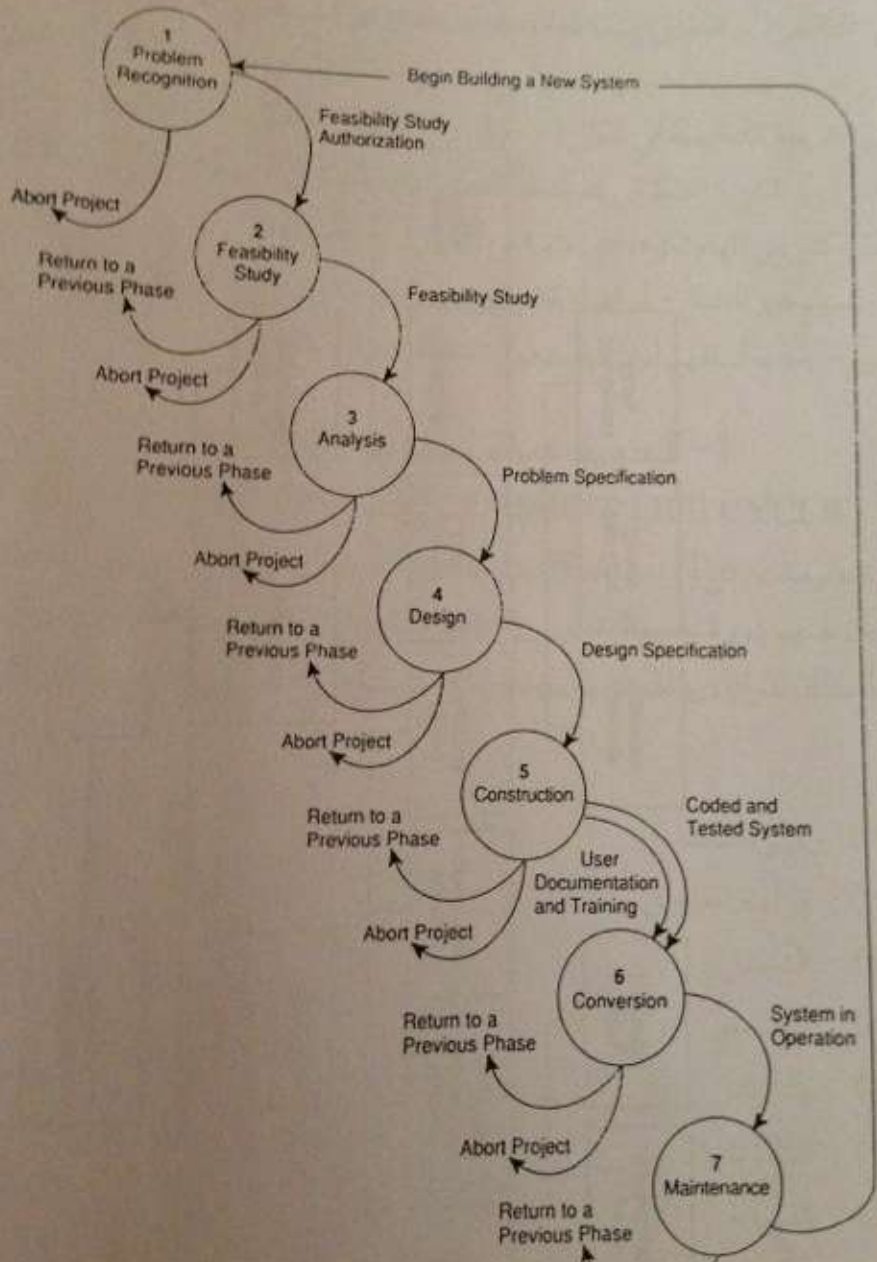 1
Problem
Recognition
Begin Building a New System
Feasibility Study
Authorization
Abort Project
2
Feasibility
Study
Return to a
Previous Phase
Feasibility Study
Abort Project
3
Analysis
Return to a
Previous Phase
Problem Specification
Abort Project
4
Design
Return to a
Previous Phase
Design Specification
Abort Project
5
Construction
Return to a
Previous Phase
Coded and
Tested System
User
Documentation
and Training
Abort Project
6
Conversion
Return to a
Previous Phase
System in
Operation
Abort Project
7
Maintenance
Return to a
Previous Phase